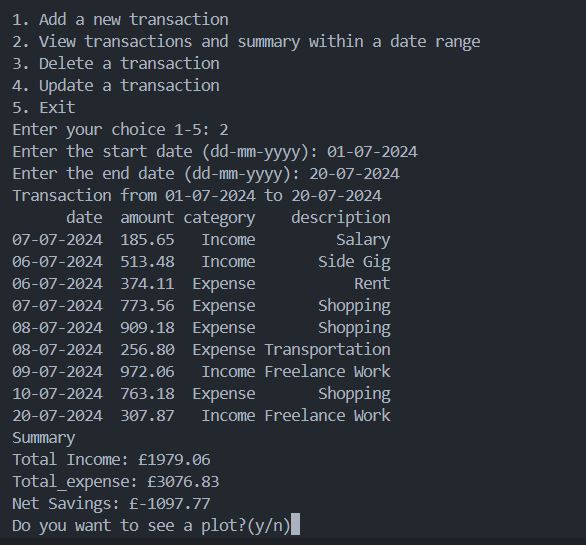 1. Add a new transaction
2. View transactions and summary within a date range
3. Delete a transaction
4. Update a transaction
5. Exit
Enter your choice 1-5: 2
Enter the start date (dd-mm-yyyy): 01-07-2024
Enter the end date (dd-mm-yyyy): 20-07-2024
Transaction from 01-07-2024 to 20-07-2024
      date  amount category    description
07-07-2024  185.65   Income         Salary
06-07-2024  513.48   Income       Side Gig
06-07-2024  374.11  Expense           Rent
07-07-2024  773.56  Expense       Shopping
08-07-2024  909.18  Expense       Shopping
08-07-2024  256.80  Expense Transportation
09-07-2024  972.06   Income Freelance Work
10-07-2024  763.18  Expense       Shopping
20-07-2024  307.87   Income Freelance Work
Summary
Total Income: £1979.06
Total_expense: £3076.83
Net Savings: £-1097.77
Do you want to see a plot?(y/n)